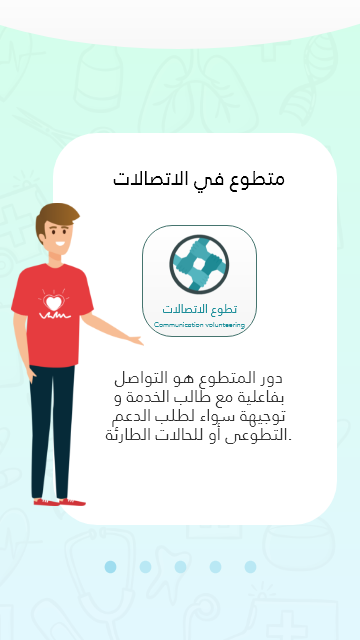 متطوع في الاتصالات
تطوع الاتصالات
Communication volunteering
دور المتطوع هو التواصل
بفاعلية مع طالب الخدمة و
توجيهة سواء لطلب الدعم
التطوعى أو للحالات الطارئة.